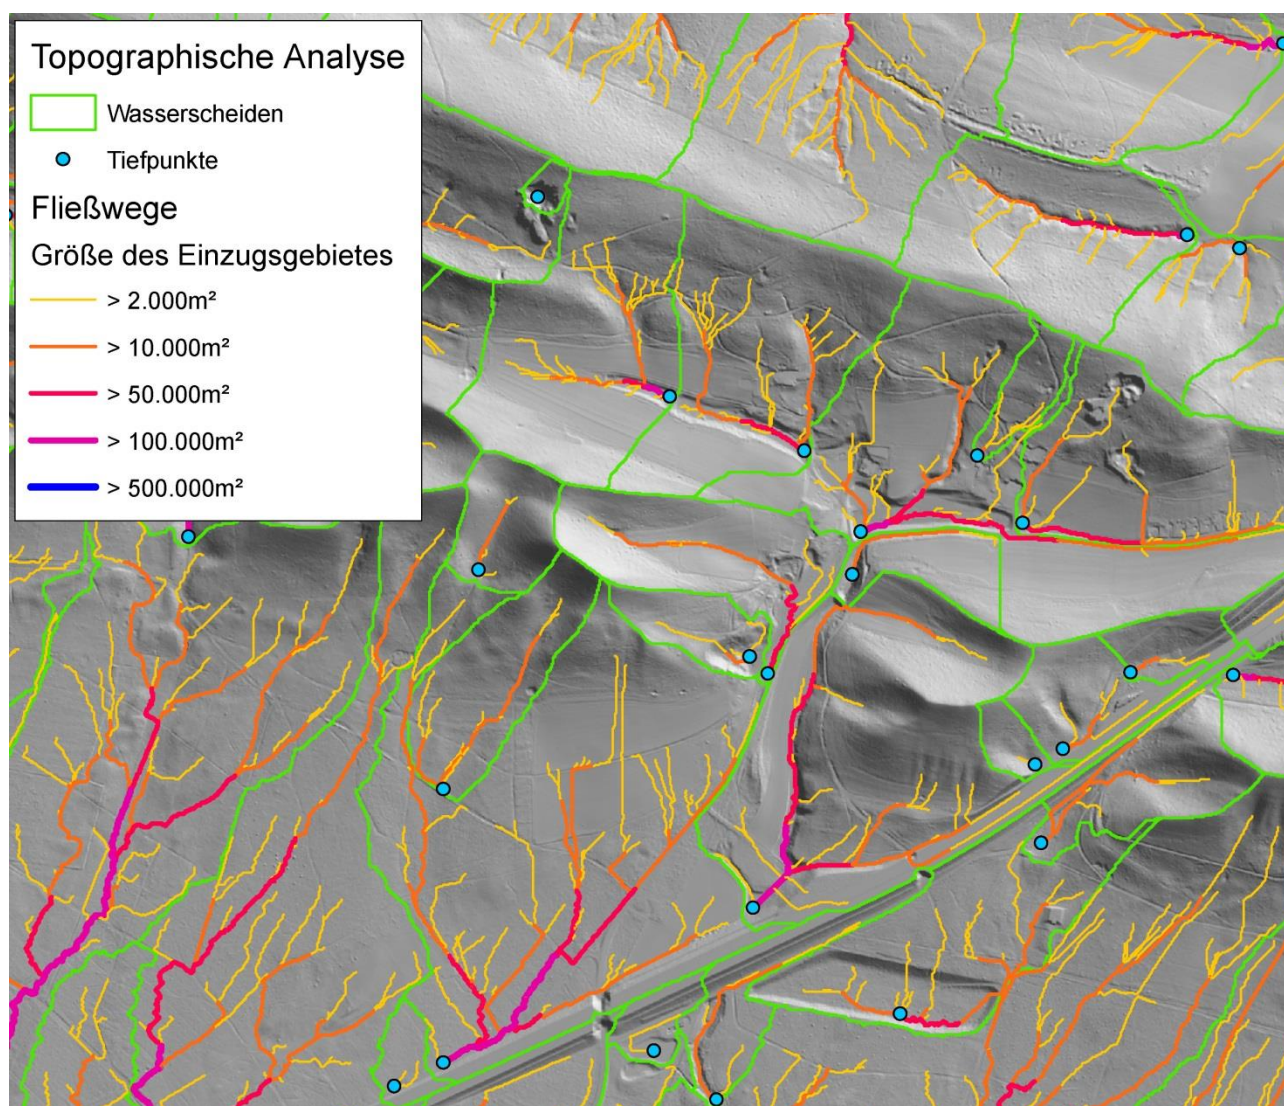 Topographische Analyse
Wasserscheiden
Tiefpunkte
Fließwege
Größe des Einzugsgebietes
> 2.000m²
> 10.000m²
> 50.000m²
> 100.000m²
> 500.000m²